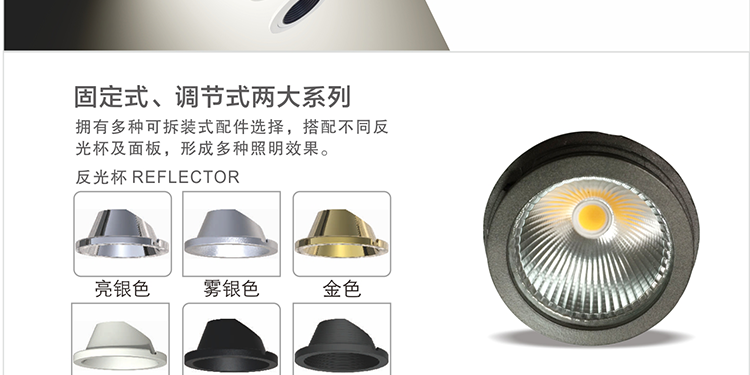 固定式、调节式两大系列
拥有多种可拆装式配件选择，搭配不同反
光杯及面板，形成多种照明效果。
反光杯 REFLECTOR
亮银色 雾银色 金色